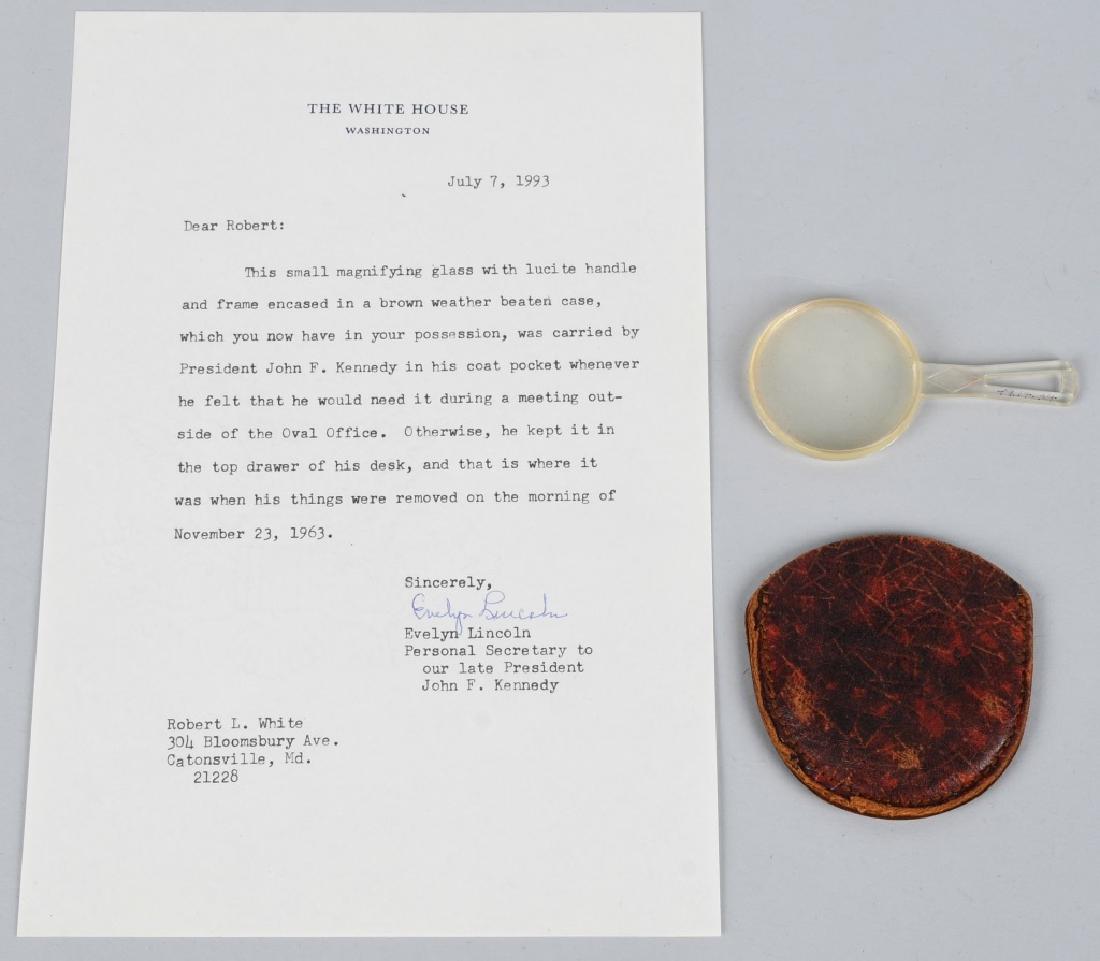 THE WHITE HOUSE
WASHINGTON
July 7, 1993
Dear Robert:
This small magnifying glass with lucite handle
and frame encased in a brown weather beaten case,
which you now have in your possession, was carried by
President John F. Kennedy in his coat pocket whenever
he felt that he would need it during a meeting out-
side of the Oval Office. Otherwise, he kept it in
the top drawer of his desk, and that is where it
was when his things were removed on the morning of
November 23, 1963.
Sincerely,
Evelyn Lincoln
Evelyn Lincoln
Personal Secretary to
our late President
John F. Kennedy
Robert L. White
304 Bloomsbury Ave.
Catonsville, Md.
21228